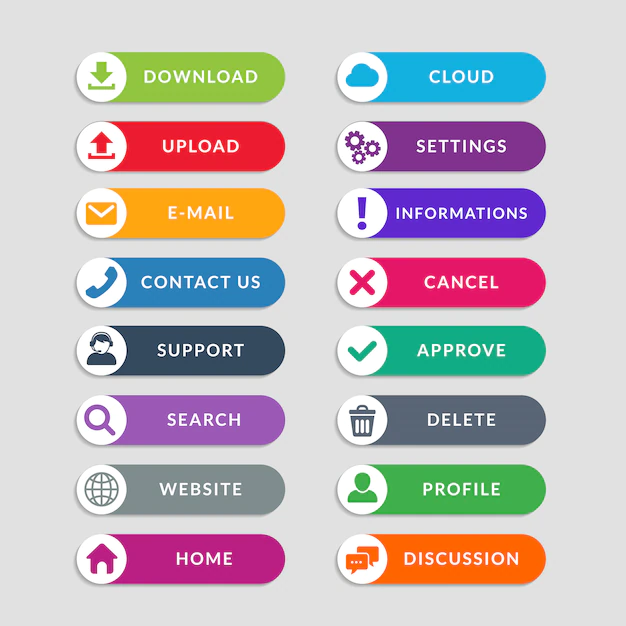 DOWNLOAD
CLOUD
UPLOAD
SETTINGS
E-MAIL
INFORMATIONS
CONTACT US
CANCEL
SUPPORT
APPROVE
SEARCH
DELETE
WEBSITE
PROFILE
HOME
DISCUSSION